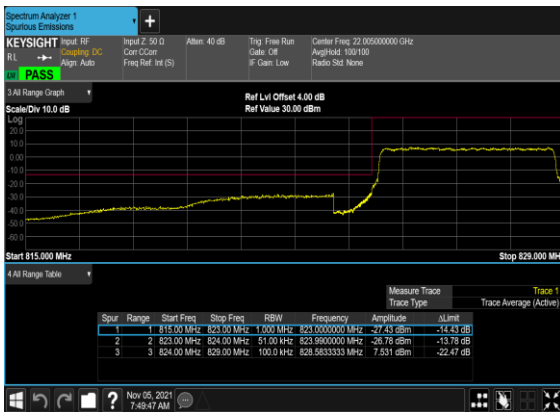 Spectrum Analyzer 1
Spurious Emissions
KEYSIGHT Input: RF Input Z: 50 Ω Atten: 40 dB Trig: Free Run Center Freq: 22.005000000 GHz
RL Coupling: DC Corr CCorr Gate: Off Avg|Hold: 100/100
Align: Auto Freq Ref: Int (S) IF Gain: Low Radio Std: None
PASS
3 All Range Graph
Ref Lvl Offset 4.00 dB
Scale/Div 10.0 dB Ref Value 30.00 dBm
Log
20.0
10.0
0.00
-10.0
-20.0
-30.0
-40.0
-50.0
-60.0
Start 815.000 MHz Stop 829.000 MH
4 All Range Table
Measure Trace Trace 1
Trace Type Trace Average (Active)
Spur Range Start Freq Stop Freq RBW Frequency Amplitude ΔLimit
1 1 815.00 MHz 823.00 MHz 1.000 MHz 823.0000000 MHz -27.43 dBm -14.43 dB
2 2 823.00 MHz 824.00 MHz 51.00 kHz 823.9900000 MHz -26.78 dBm -13.78 dB
3 3 824.00 MHz 829.00 MHz 100.0 kHz 828.5833333 MHz 7.531 dBm -22.47 dB
Nov 05, 2021
7:49:47 AM